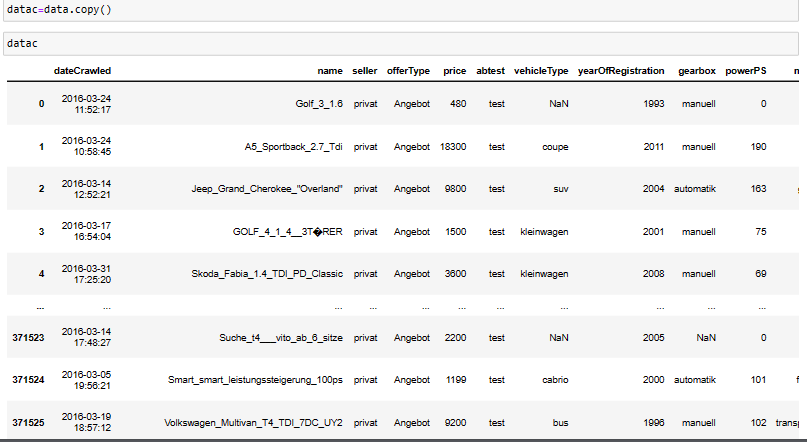 datac=data.copy()
datac
dateCrawled name seller offerType price abtest vehicleType yearOfRegistration gearbox powerPS
0 2016-03-24 11:52:17 Golf_3_1.6 privat Angebot 480 test NaN 1993 manuell 0
1 2016-03-24 10:58:45 A5_Sportback_2.7_Tdi privat Angebot 18300 test coupe 2011 manuell 190
2 2016-03-14 12:52:21 Jeep_Grand_Cherokee_"Overland" privat Angebot 9800 test suv 2004 automatik 163
3 2016-03-17 16:54:04 GOLF_4_1_4__3T�RER privat Angebot 1500 test kleinwagen 2001 manuell 75
4 2016-03-31 17:25:20 Skoda_Fabia_1.4_TDI_PD_Classic privat Angebot 3600 test kleinwagen 2008 manuell 69
... ... ... ... ... ... ... ... ... ... ...
371523 2016-03-14 17:48:27 Suche_t4___vito_ab_6_sitze privat Angebot 2200 test NaN 2005 NaN 0
371524 2016-03-05 19:56:21 Smart_smart_leistungssteigerung_100ps privat Angebot 1199 test cabrio 2000 automatik 101
371525 2016-03-19 18:57:12 Volkswagen_Multivan_T4_TDI_7DC_UY2 privat Angebot 9200 test bus 1996 manuell 102